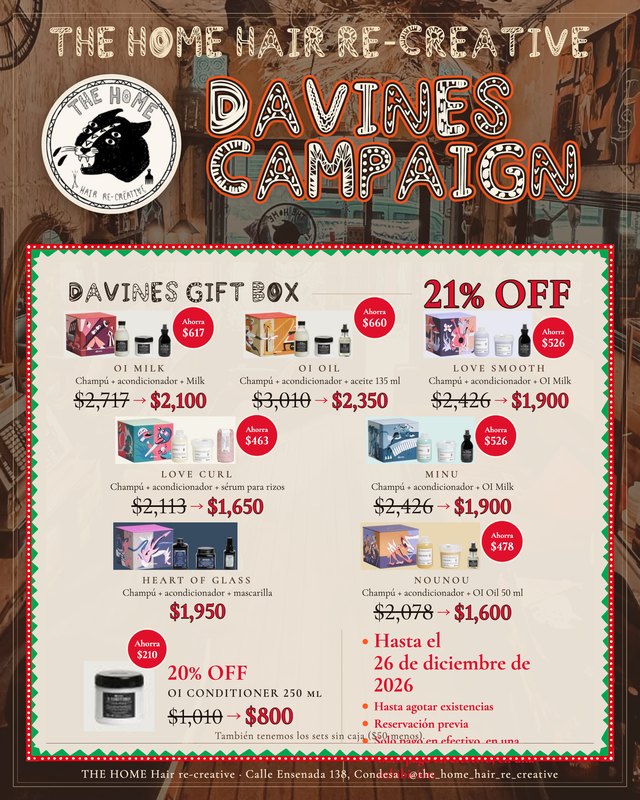 THE HOME HAIR RE-CREATIVE
THE HOME
HAIR RE-CREATIVE
DAVINES
CAMPAIGN
DAVINES GIFT BOX
21% OFF
Ahorra
$617
OI MILK
Champú + acondicionador + Milk
$2,717 → $2,100
Ahorra
$660
OI OIL
Champú + acondicionador + aceite 135 ml
$3,010 → $2,350
Ahorra
$526
LOVE SMOOTH
Champú + acondicionador + OI Milk
$2,426 → $1,900
Ahorra
$463
LOVE CURL
Champú + acondicionador + sérum para rizos
$2,113 → $1,650
Ahorra
$526
MINU
Champú + acondicionador + OI Milk
$2,426 → $1,900
HEART OF GLASS
Champú + acondicionador + mascarilla
$1,950
Ahorra
$478
NOUNOU
Champú + acondicionador + OI Oil 50 ml
$2,078 → $1,600
Ahorra
$210
20% OFF
OI CONDITIONER 250 ML
$1,010 → $800
• Hasta el
26 de diciembre de
2026
• Hasta agotar existencias
• Reservación previa
• Solo pago en efectivo, en una
También tenemos los sets sin caja ($50 menos)
THE HOME Hair re-creative · Calle Ensenada 138, Condesa · @the_home_hair_re_creative